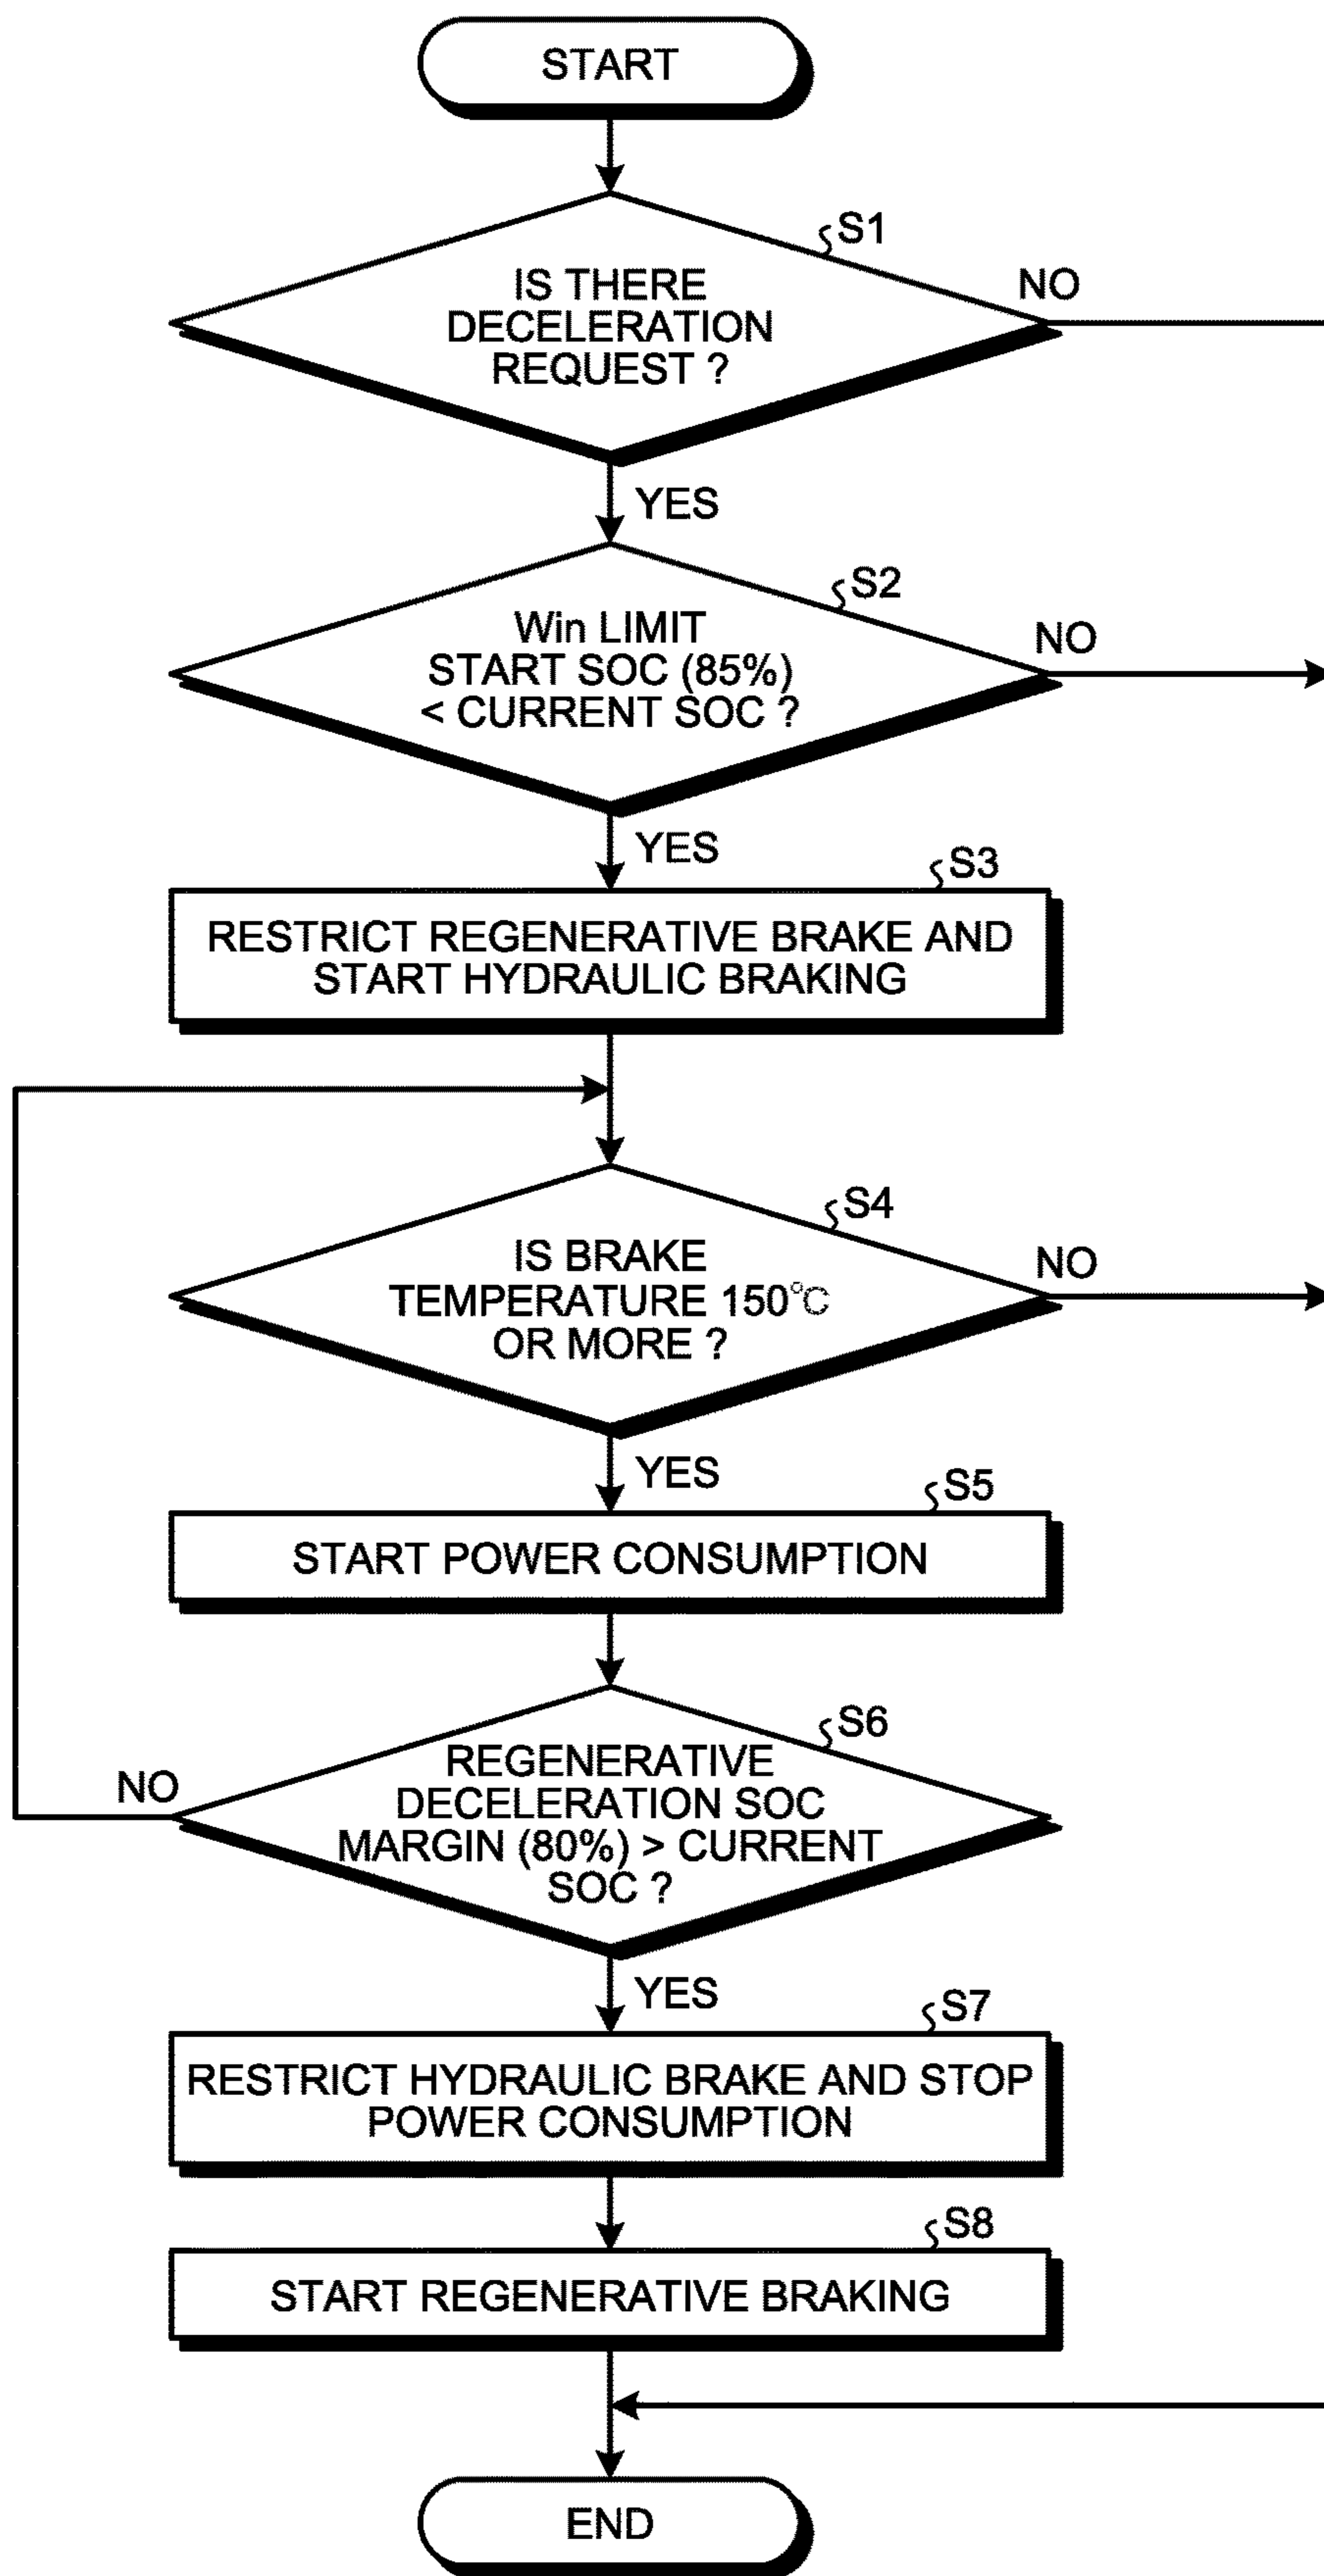 START
S1
IS THERE
DECELERATION
REQUEST ?
NO
YES
S2
Win LIMIT
START SOC (85%)
< CURRENT SOC ?
NO
YES
S3
RESTRICT REGENERATIVE BRAKE AND
START HYDRAULIC BRAKING
S4
IS BRAKE
TEMPERATURE 150℃
OR MORE ?
NO
YES
S5
START POWER CONSUMPTION
S6
REGENERATIVE
DECELERATION SOC
MARGIN (80%) > CURRENT
SOC ?
NO
YES
S7
RESTRICT HYDRAULIC BRAKE AND STOP
POWER CONSUMPTION
S8
START REGENERATIVE BRAKING
END